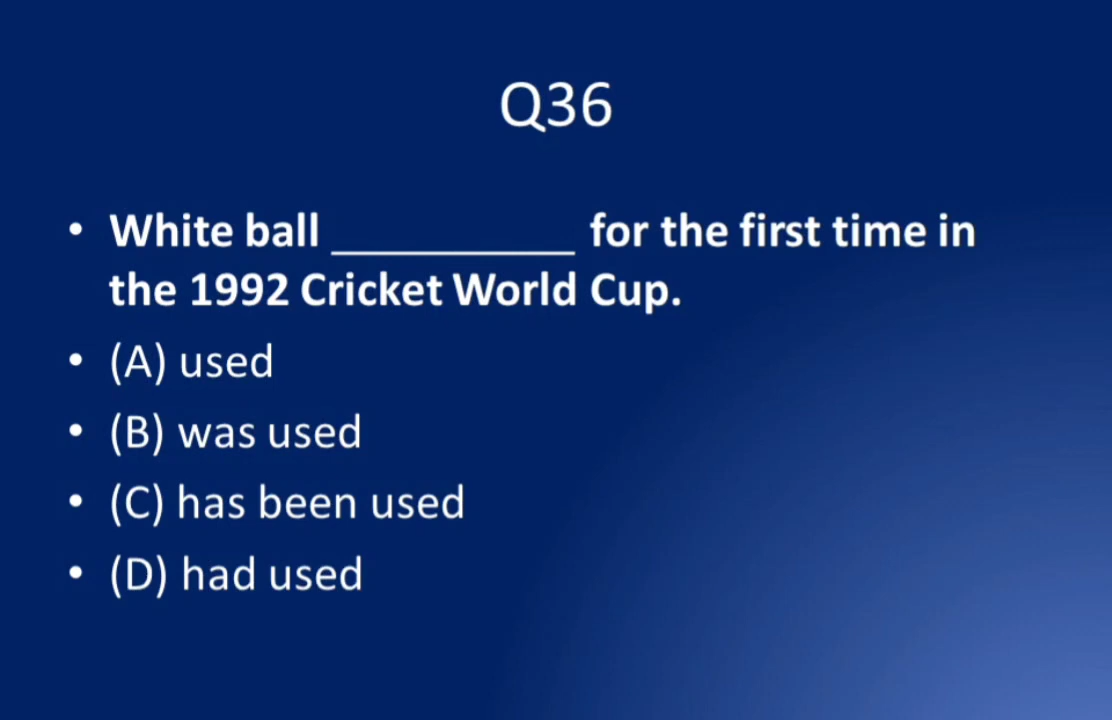 Q36
• White ball ___________ for the first time in
the 1992 Cricket World Cup.
• (A) used
• (B) was used
• (C) has been used
• (D) had used